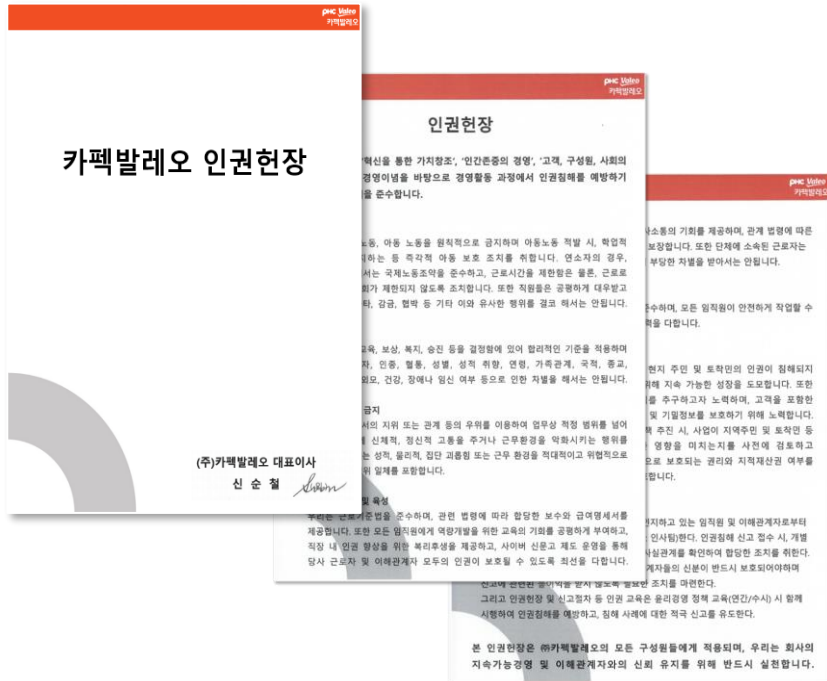 PHC Valeo
카펙발레오
카펙발레오 인권헌장
(주)카펙발레오 대표이사
신 순 철
PHC Valeo
카펙발레오
인권헌장
'혁신을 통한 가치창조', '인간존중의 경영', '고객, 구성원, 사회의
경영이념을 바탕으로 경영활동 과정에서 인권침해를 예방하기
준수합니다.
노동, 아동 노동을 원칙적으로 금지하며 아동노동 적발 시, 학업적
하는 등 즉각적 아동 보호 조치를 취합니다. 연소자의 경우,
서는 국제노동조약을 준수하고, 근로시간을 제한함은 물론, 근로로
회가 제한되지 않도록 조치합니다. 또한 직원들은 공평하게 대우받고
타, 감금, 협박 등 기타 이와 유사한 행위를 결코 해서는 안됩니다.
교육, 보상, 복지, 승진 등을 결정함에 있어 합리적인 기준을 적용하며
자, 인종, 혈통, 성별, 성적 취향, 연령, 가족관계, 국적, 종교,
외모, 건강, 장애나 임신 여부 등으로 인한 차별을 해서는 안됩니다.
금지
서의 지위 또는 관계 등의 우위를 이용하여 업무상 적정 범위를 넘어
신체적, 정신적 고통을 주거나 근무환경을 악화시키는 행위를
는 성적, 물리적, 집단 괴롭힘 또는 근무 환경을 적대적이고 위협적으로
위 일체를 포함합니다.
및 육성
우리는 근로기준법을 준수하며, 관련 법령에 따라 합당한 보수와 급여명세서를
제공합니다. 또한 모든 임직원에게 역량개발을 위한 교육의 기회를 공평하게 부여하고,
직장 내 인권 향상을 위한 복리후생을 제공하고, 사이버 신문고 제도 운영을 통해
당사 근로자 및 이해관계자 모두의 인권이 보호될 수 있도록 최선을 다합니다.
PHC Valeo
카펙발레오
사소통의 기회를 제공하며, 관계 법령에 따른
보장합니다. 또한 단체에 소속된 근로자는
부당한 차별을 받아서는 안됩니다.
준수하며, 모든 임직원이 안전하게 작업할 수
력을 다합니다.
현지 주민 및 토착민의 인권이 침해되지
위해 지속 가능한 성장을 도모합니다. 또한
를 추구하고자 노력하며, 고객을 포함한
및 기밀정보를 보호하기 위해 노력합니다.
책 추진 시, 사업이 지역주민 및 토착민 등
영향을 미치는지를 사전에 검토하고
으로 보호되는 권리와 지적재산권 여부를
합니다.
인지하고 있는 임직원 및 이해관계자로부터
인사팀)한다. 인권침해 신고 접수 시, 개별
사실관계를 확인하여 합당한 조치를 취한다.
계자들의 신분이 반드시 보호되어야하며
신고에 관련된 불이익을 받지 않도록 필요한 조치를 마련한다.
그리고 인권헌장 및 신고절차 등 인권 교육은 윤리경영 정책 교육(연간/수시) 시 함께
시행하여 인권침해를 예방하고, 침해 사례에 대한 적극 신고를 유도한다.
본 인권헌장은 ㈜카펙발레오의 모든 구성원들에게 적용되며, 우리는 회사의
지속가능경영 및 이해관계자와의 신뢰 유지를 위해 반드시 실천합니다.